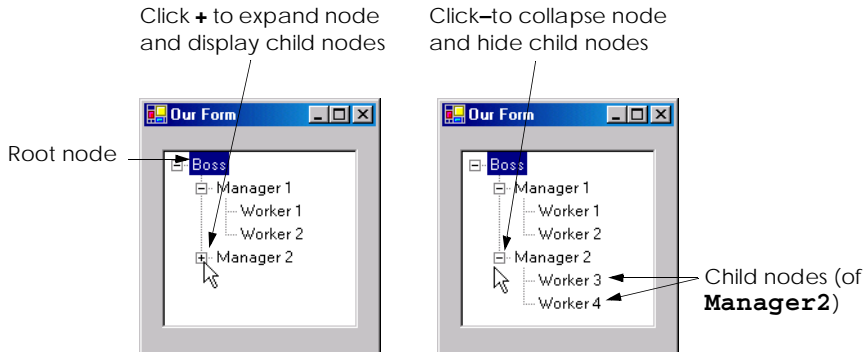 Click + to expand node
and display child nodes
Click–to collapse node
and hide child nodes
Our Form
Root node
Boss
Manager 1
Worker 1
Worker 2
Manager 2
Our Form
Boss
Manager 1
Worker 1
Worker 2
Manager 2
Worker 3
Worker 4
Child nodes (of
Manager2)